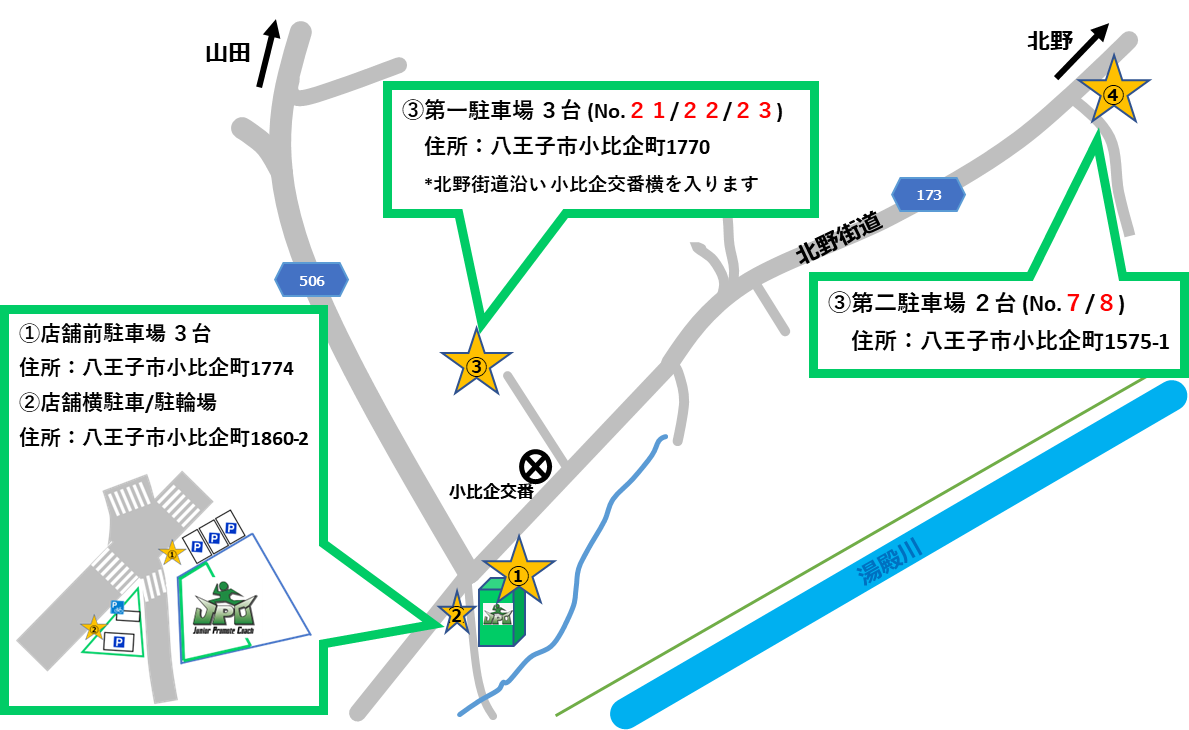 山田
北野
③第一駐車場 ３台 (No.２１/２２/２３)
住所：八王子市小比企町1770
*北野街道沿い 小比企交番横を入ります
④
173
北野街道
506
③第二駐車場 ２台 (No.７/８)
住所：八王子市小比企町1575-1
①店舗前駐車場 ３台
住所：八王子市小比企町1774
②店舗横駐車/駐輪場
住所：八王子市小比企町1860-2
③
小比企交番
湯殿川
①
②
JPC
P
P
P
①
JPC
Junior Promote Coach
P
②
P